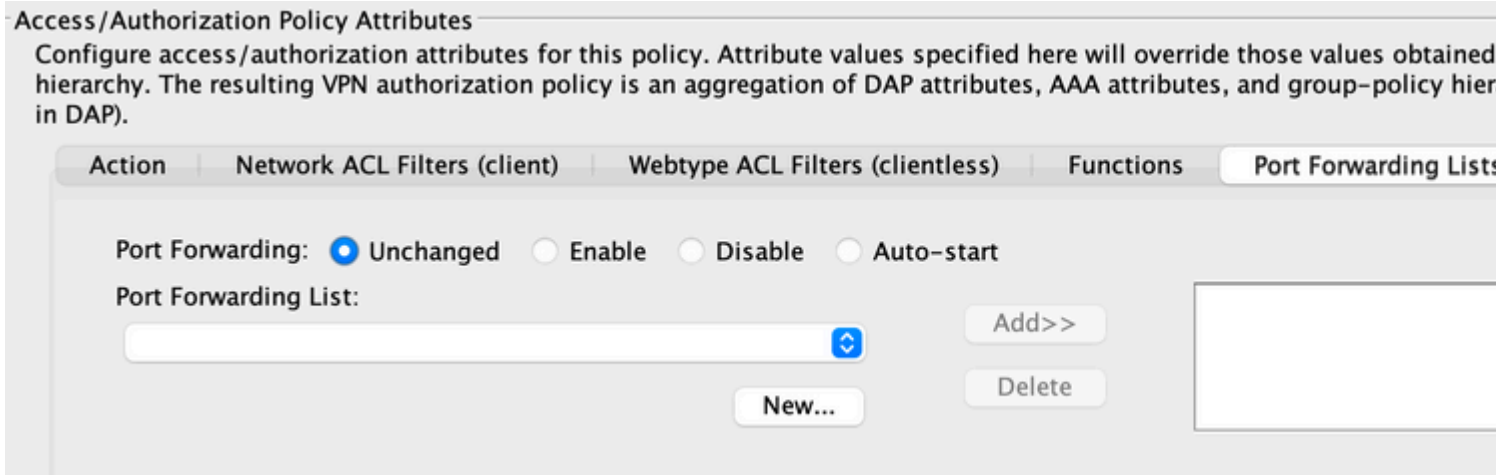 Access/Authorization Policy Attributes
Configure access/authorization attributes for this policy. Attribute values specified here will override those values obtained
hierarchy. The resulting VPN authorization policy is an aggregation of DAP attributes, AAA attributes, and group-policy hier
in DAP).
Action Network ACL Filters (client) Webtype ACL Filters (clientless) Functions Port Forwarding Lists
Port Forwarding: Unchanged Enable Disable Auto-start
Port Forwarding List:
Add>>
Delete
New...